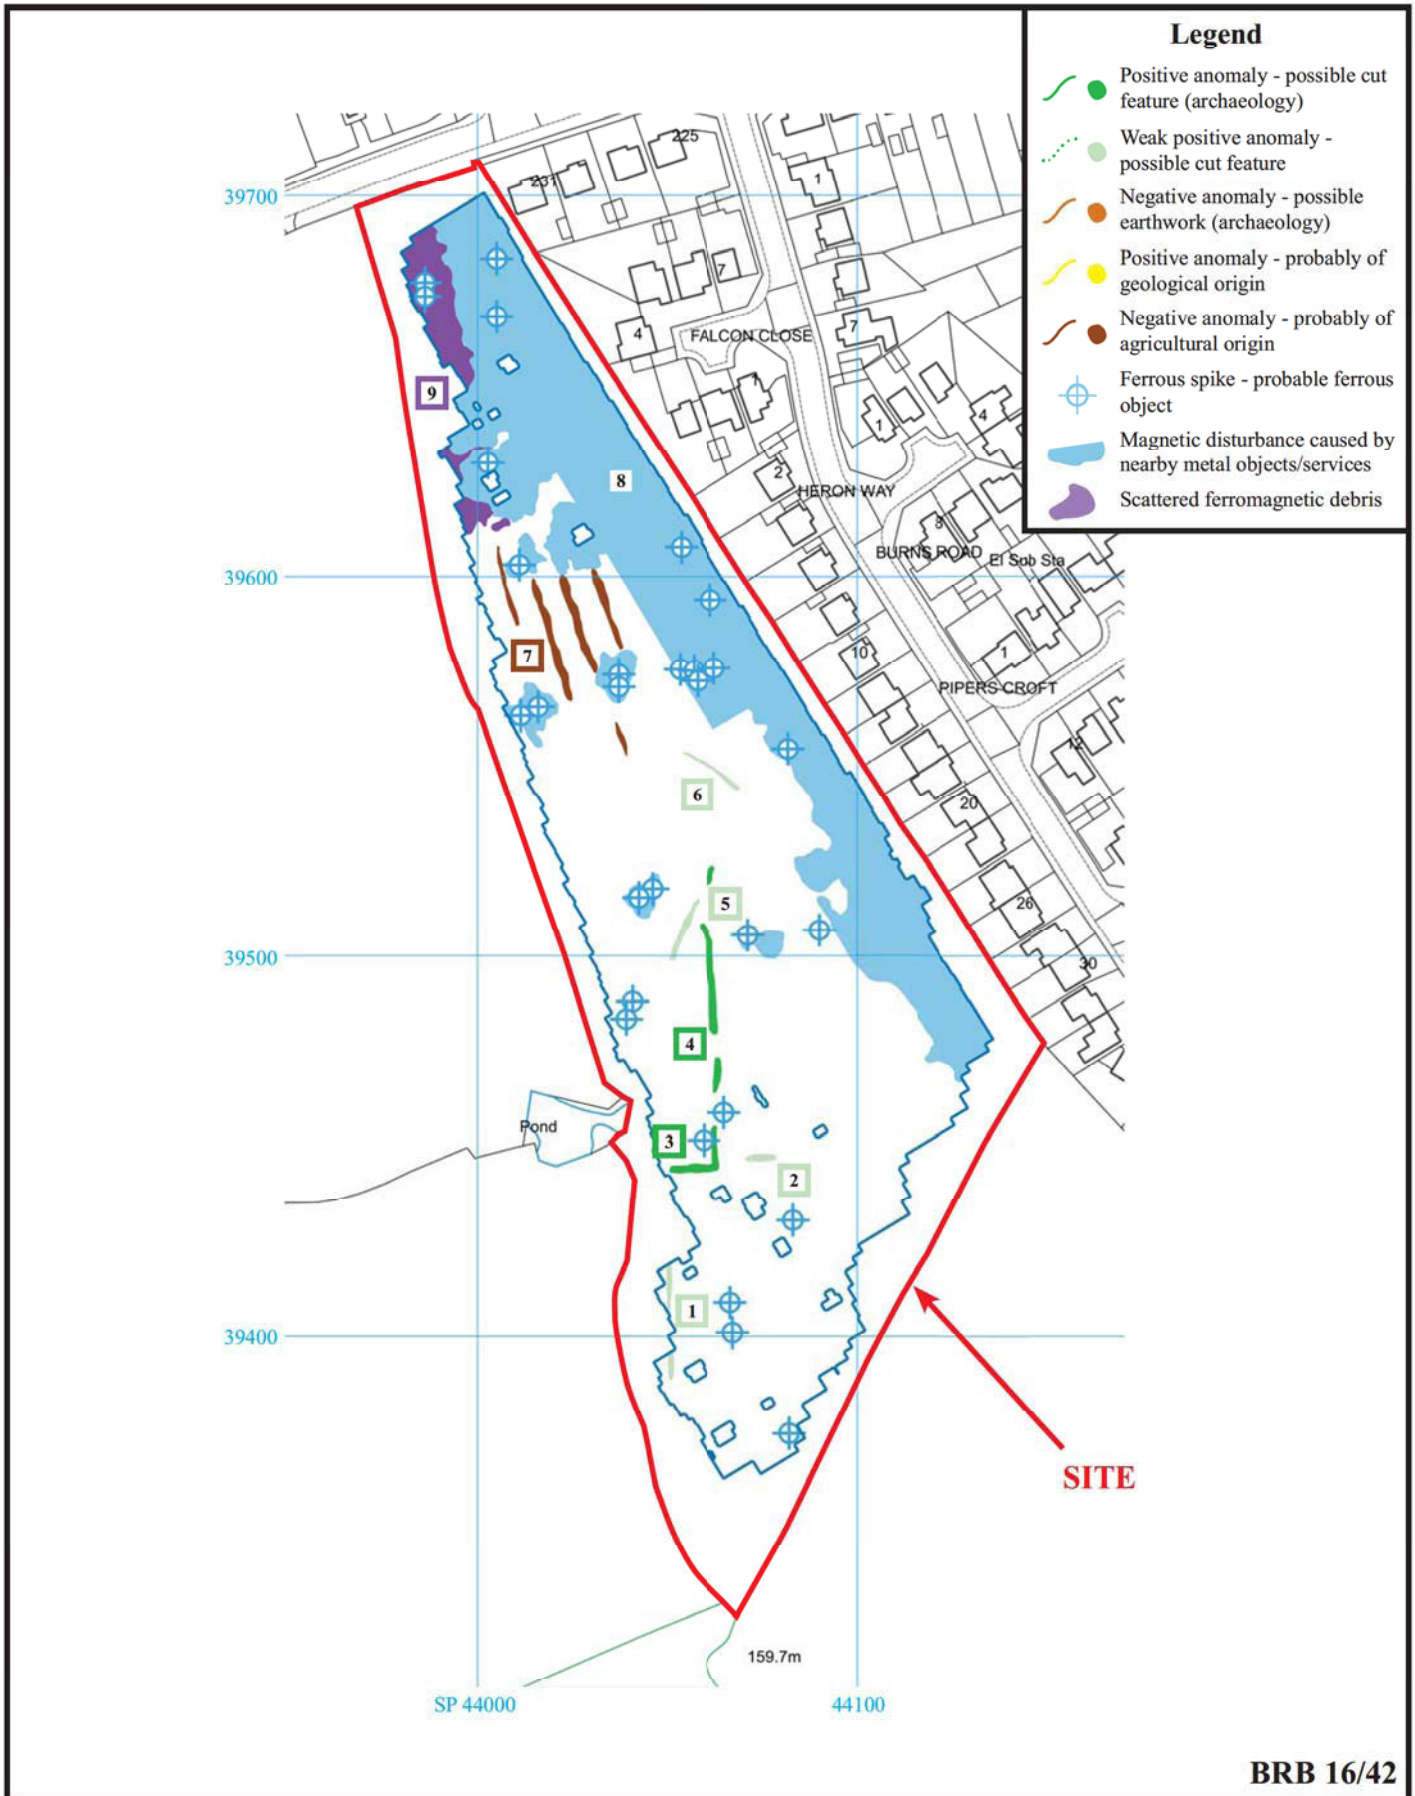 Legend
Positive anomaly - possible cut
feature (archaeology)
Weak positive anomaly -
possible cut feature
Negative anomaly - possible
earthwork (archaeology)
Positive anomaly - probably of
geological origin
Negative anomaly - probably of
agricultural origin
Ferrous spike - probable ferrous
object
Magnetic disturbance caused by
nearby metal objects/services
Scattered ferromagnetic debris
225
231
1
39700
7
4
FALCON CLOSE
7
1
9
1
4
2
8
HERON WAY
8
BURNS ROAD
El Sub Sta
39600
7
10
1
PIPERS CROFT
12
6
20
5
26
39500
30
4
Pond
3
2
1
39400
SITE
159.7m
SP 44000
44100
BRB 16/42